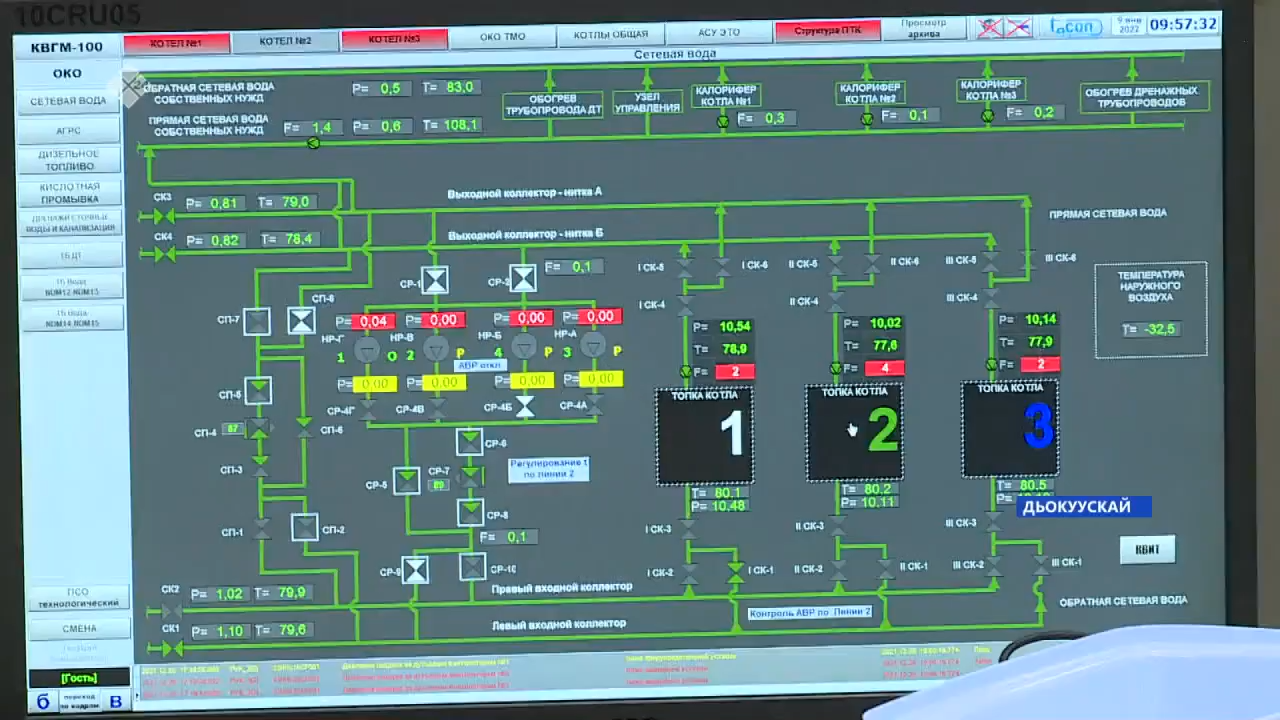 10CRU05
КВГМ-100
КОТЕЛ №1
КОТЕЛ №2
КОТЕЛ №3
ОКО ТМО
КОТЛЫ ОБЩАЯ
АСУ ЭТО
Структура ПТК
Просмотр
архива
9 янв
2022
09:57:32
Сетевая вода
ОКО
СЕТЕВАЯ ВОДА
АГРС
ДИЗЕЛЬНОЕ
ТОПЛИВО
КИСЛОТНАЯ
ПРОМЫВКА
ВОДЫ И КАНАЛИЗАЦИЯ
ПСО
технологический
СМЕНА
[Гость]
б
переход
по кадрам
В
ОБРАТНАЯ СЕТЕВАЯ ВОДА
СОБСТВЕННЫХ НУЖД
P= 0,5 T= 83,0
ПРЯМАЯ СЕТЕВАЯ ВОДА
СОБСТВЕННЫХ НУЖД
F= 1,4 P= 0,6 T= 108,1
ОБОГРЕВ
ТРУБОПРОВОДА ДТ
УЗЕЛ
УПРАВЛЕНИЯ
КАЛОРИФЕР
КОТЛА №1
F= 0,3
КАЛОРИФЕР
КОТЛА №2
F= 0,1
КАЛОРИФЕР
КОТЛА №3
F= 0,2
ОБОГРЕВ ДРЕНАЖНЫХ
ТРУБОПРОВОДОВ
СК3 P= 0,81 T= 79,0
Выходной коллектор - нитка А
ПРЯМАЯ СЕТЕВАЯ ВОДА
СК4 P= 0,82 T= 78,4
Выходной коллектор - нитка Б
СР-1
F= 0,1
I СК-5 I СК-6 II СК-5 II СК-6 III СК-5 III СК-6
I СК-4 II СК-4 III СК-4
ТЕМПЕРАТУРА
НАРУЖНОГО
ВОЗДУХА
T= -32,5
СП-7 СП-8
P= 0,04 P= 0,00 P= 0,00 P= 0,00
НР-Г НР-В НР-Б НР-А
1 О 2 Р 4 Р 3 Р
АВР откл
P= 0,00 P= 0,00 P= 0,00 P= 0,00
СР-4Г СР-4В СР-4Б СР-4А
P= 10,54
T= 78,9
F= 2
P= 10,02
T= 77,6
F= 4
P= 10,14
T= 77,9
F= 2
ТОПКА КОТЛА
1
ТОПКА КОТЛА
2
ТОПКА КОТЛА
3
СП-5
СП-4 87
СП-6
СП-3
СП-1 СП-2
СР-6
СР-5 СР-7
СР-8
F= 0,1
СР-9 СР-10
Регулирование t
по линии 2
T= 80,1
P= 10,48
T= 80,2
P= 10,11
T= 80,5
P=
ДЬОКУУСКАЙ
I СК-3 II СК-3 III СК-3
I СК-2 I СК-1 II СК-2 II СК-1 III СК-2 III СК-1
КВИТ
СК2 P= 1,02 T= 79,9
Правый входной коллектор
Контроль АВР по Линии 2
ОБРАТНАЯ СЕТЕВАЯ ВОДА
СК1 P= 1,10 T= 79,6
Левый входной коллектор